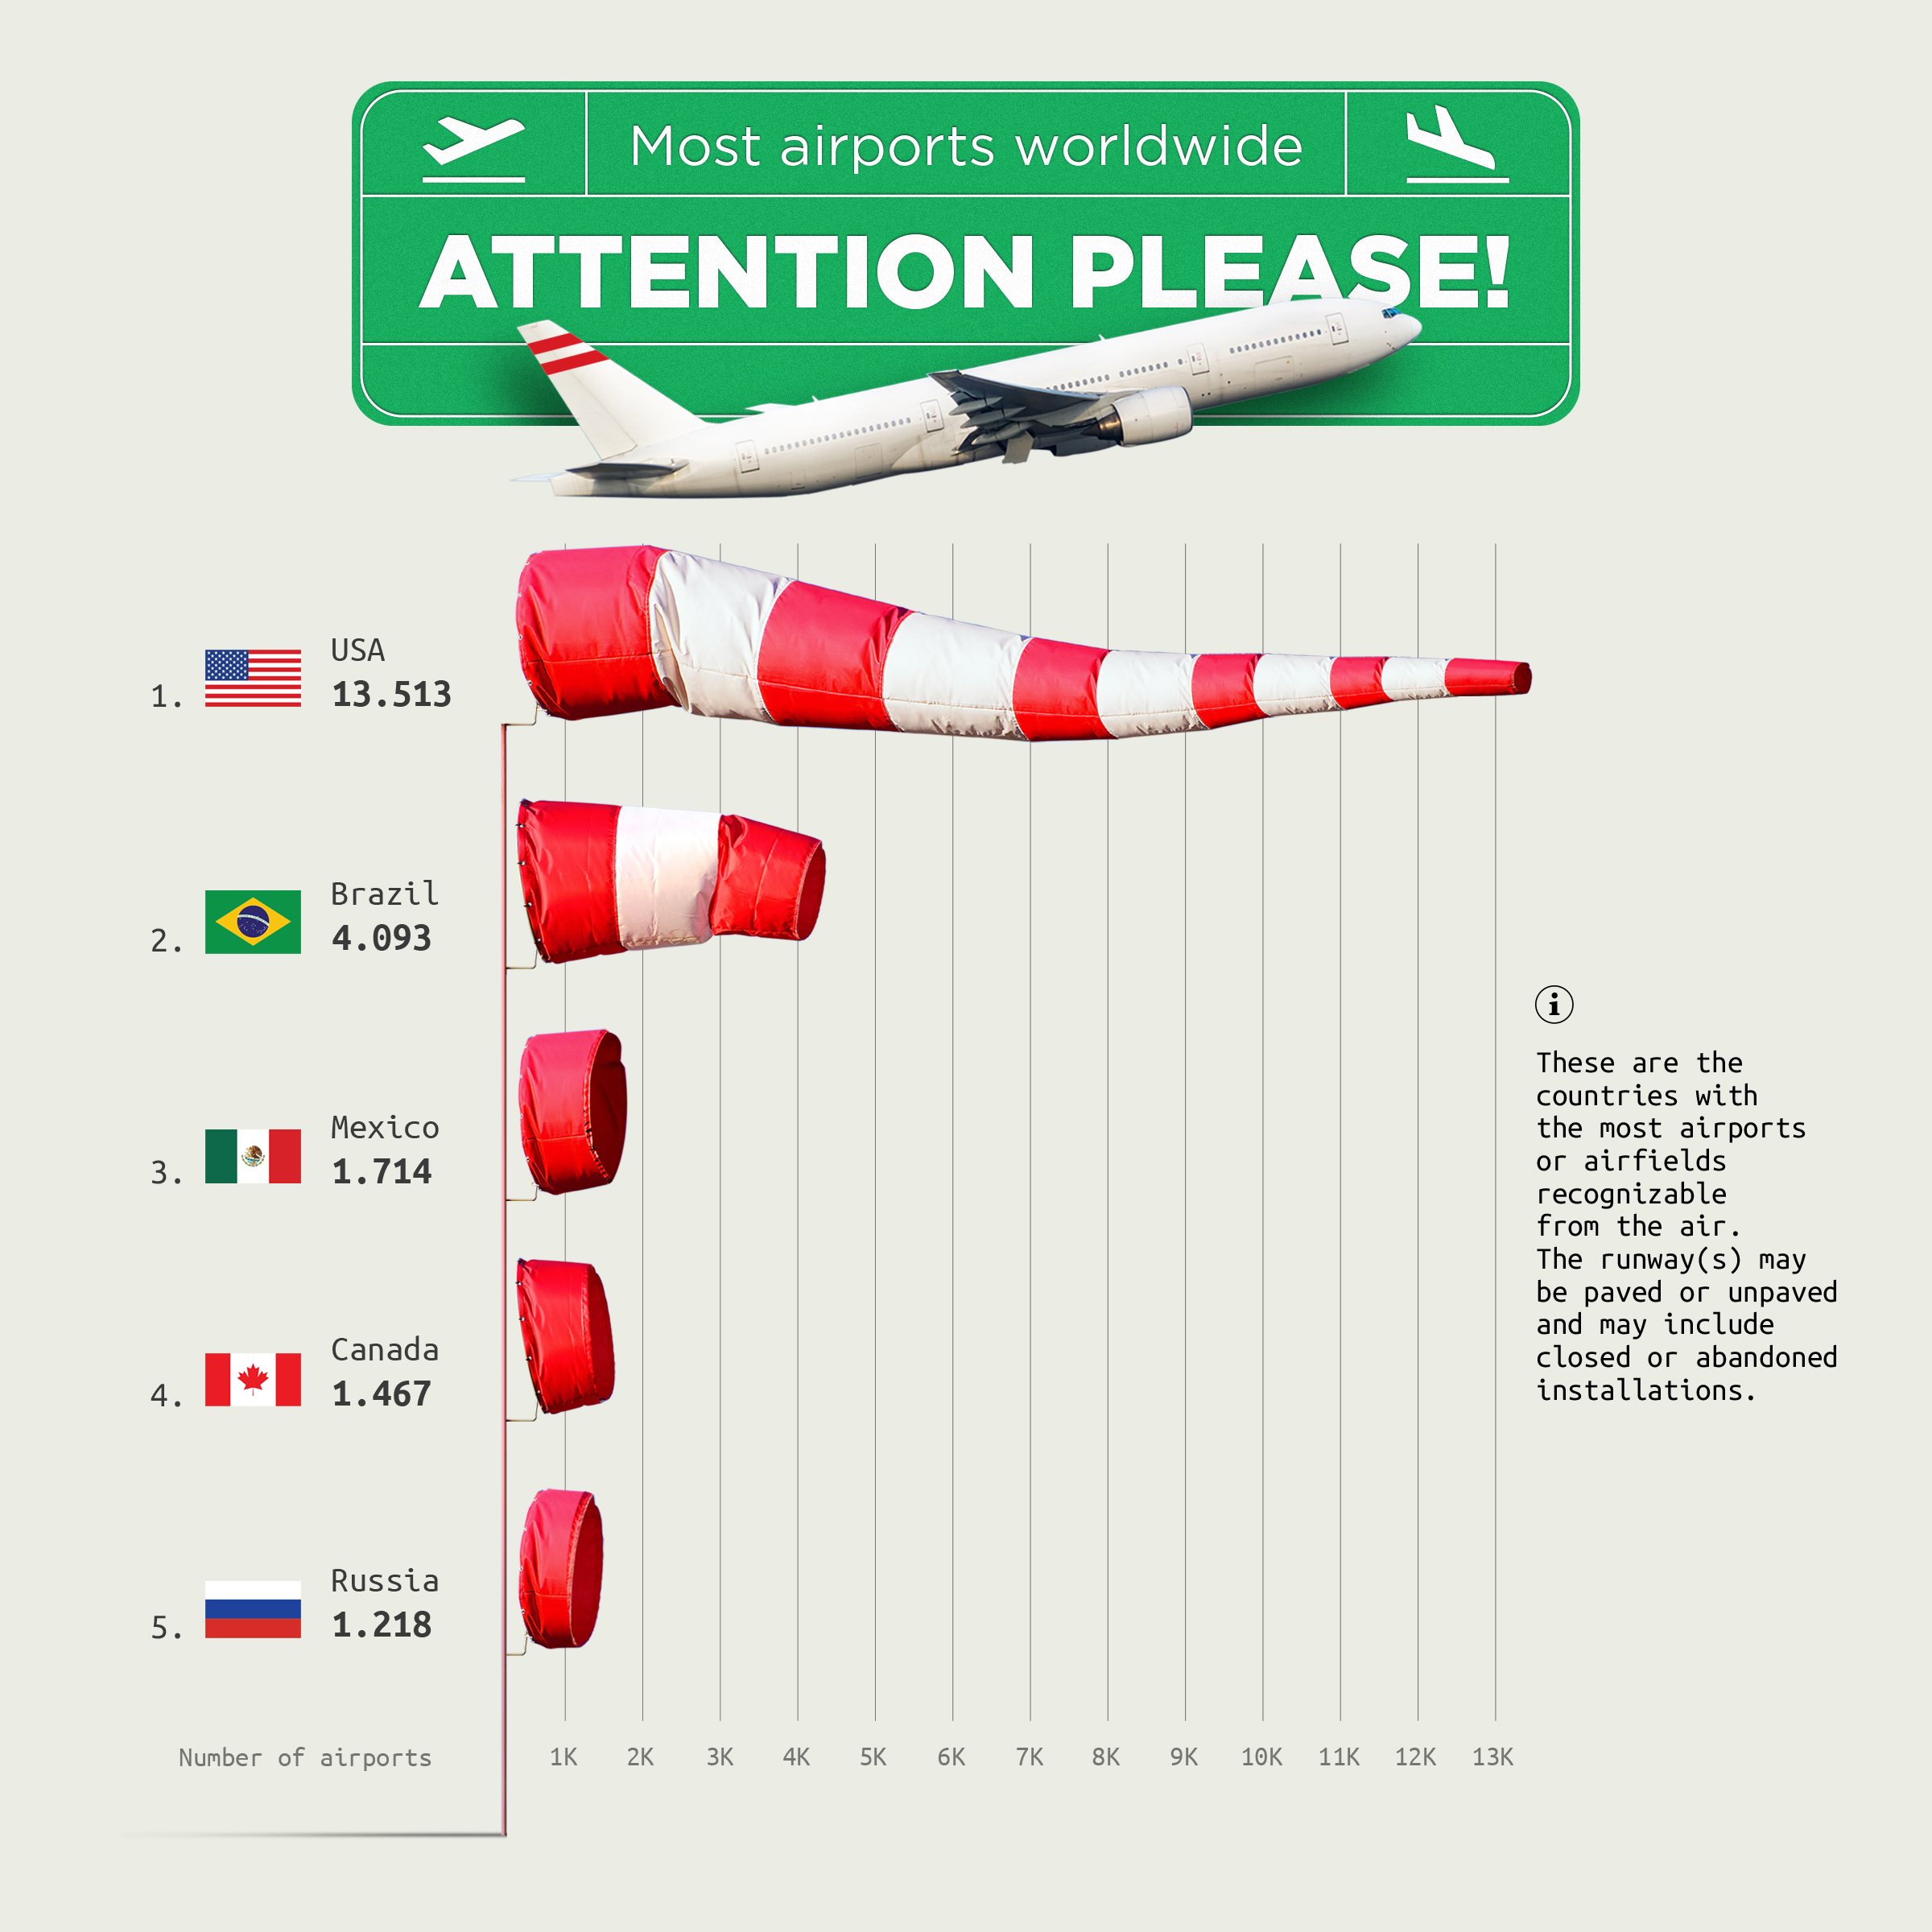 Most airports worldwide
ATTENTION PLEASE!
1.
USA
13.513
2.
Brazil
4.093
3.
Mexico
1.714
4.
Canada
1.467
5.
Russia
1.218
These are the
countries with
the most airports
or airfields
recognizable
from the air.
The runway(s) may
be paved or unpaved
and may include
closed or abandoned
installations.
Number of airports
1K 2K 3K 4K 5K 6K 7K 8K 9K 10K 11K 12K 13K